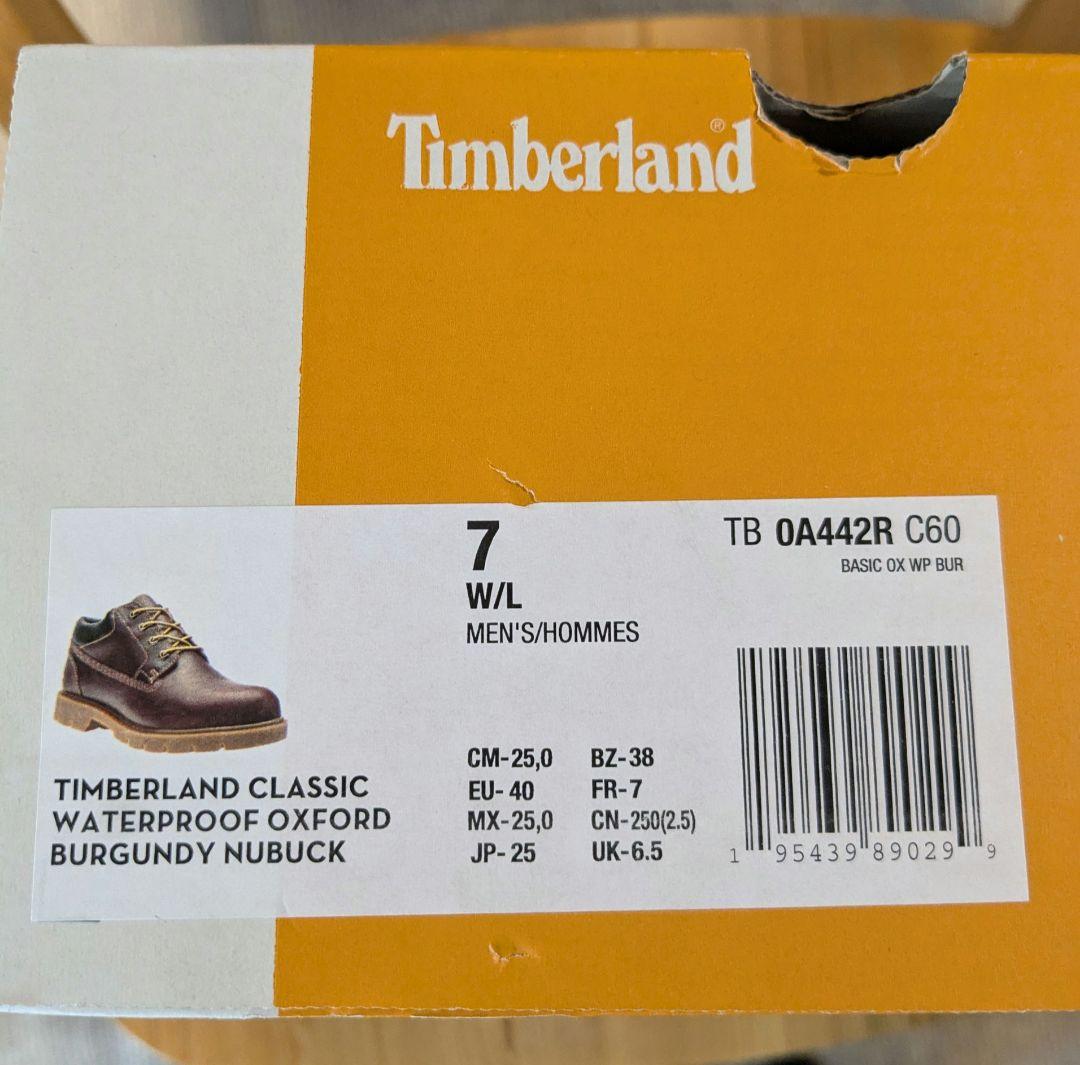 Timberland®
7
W/L
MEN'S/HOMMES
TB 0A442R C60
BASIC OX WP BUR
TIMBERLAND CLASSIC
WATERPROOF OXFORD
BURGUNDY NUBUCK
CM-25,0 BZ-38
EU-40 FR-7
MX-25,0 CN-250(2.5)
JP-25 UK-6.5
1 95439 89029 9